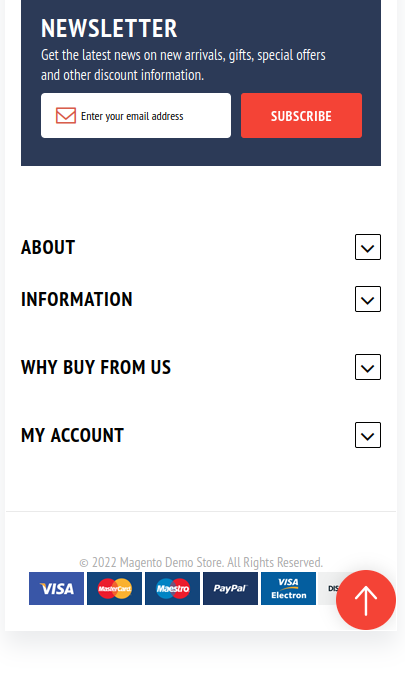 NEWSLETTER
Get the latest news on new arrivals, gifts, special offers
and other discount information.
Enter your email address
SUBSCRIBE
ABOUT
INFORMATION
WHY BUY FROM US
MY ACCOUNT
© 2022 Magento Demo Store. All Rights Reserved.
VISA
MasterCard
Maestro
PayPal
VISA
Electron
DIS